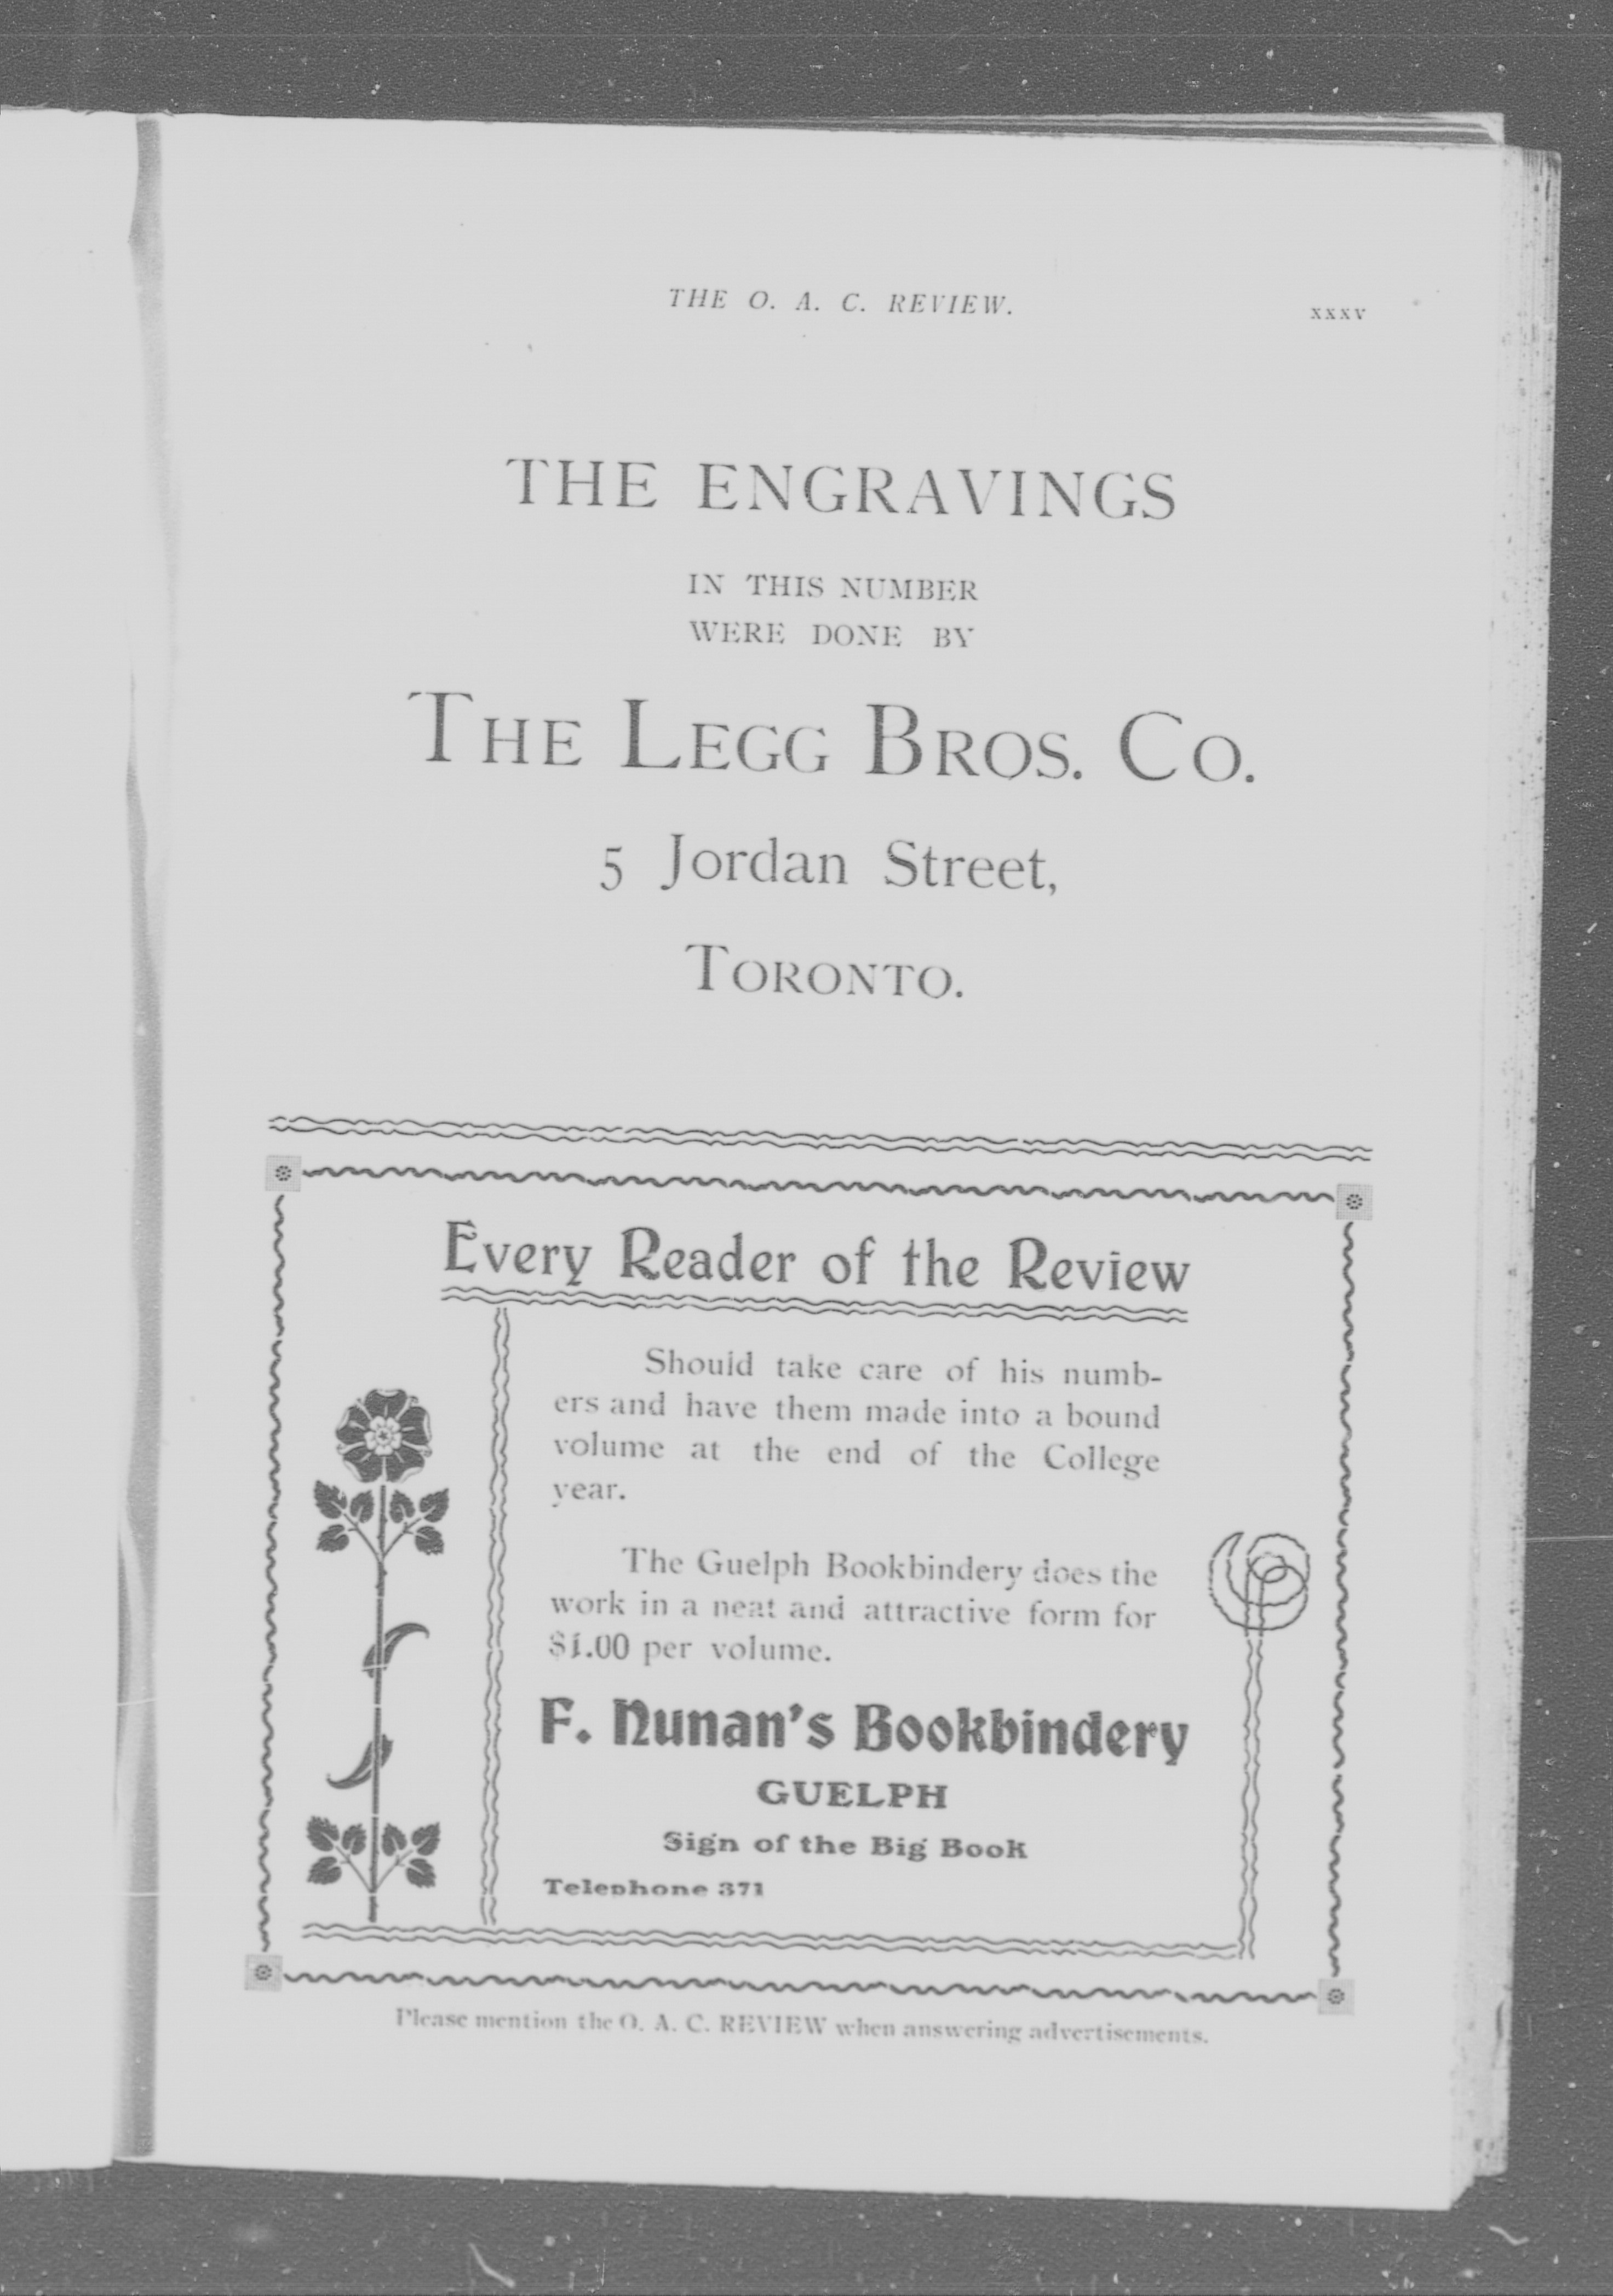 THE O. A. C. REVIEW.
xxxv
THE ENGRAVINGS
IN THIS NUMBER
WERE DONE BY
THE LEGG BROS. CO.
5 Jordan Street,
TORONTO.
Every Reader of the Review
Should take care of his numb-
ers and have them made into a bound
volume at the end of the College
year.
The Guelph Bookbindery does the
work in a neat and attractive form for
$1.00 per volume.
F. Nunan's Bookbindery
GUELPH
Sign of the Big Book
Telephone 371
Please mention the O. A. C. REVIEW when answering advertisements.